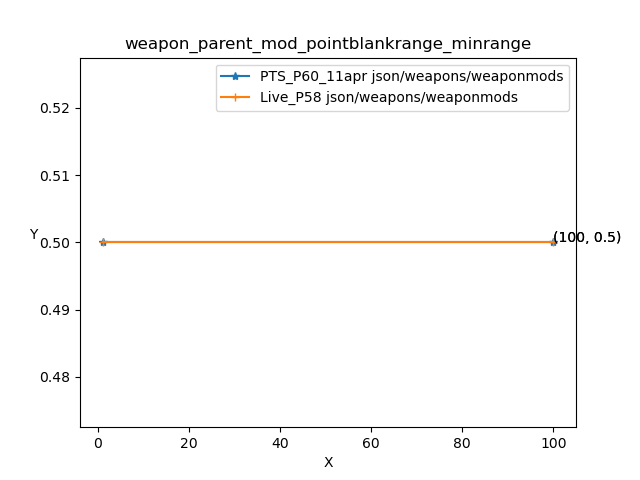 weapon_parent_mod_pointblankrange_minrange
PTS_P60_11apr json/weapons/weaponmods
Live_P58 json/weapons/weaponmods
0.52
0.51
Y
0.50
(100, 0.5)
0.49
0.48
0
20
40
60
80
100
X